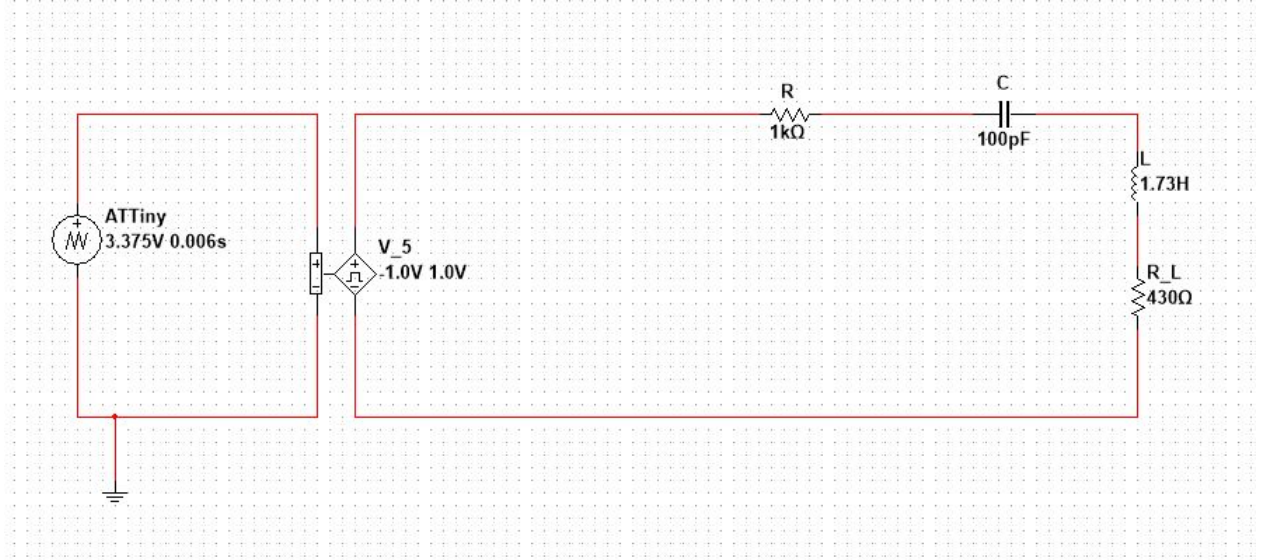 R
1kΩ
C
100pF
L
1.73H
ATTiny
3.375V 0.006s
V_5
-1.0V 1.0V
R_L
430Ω